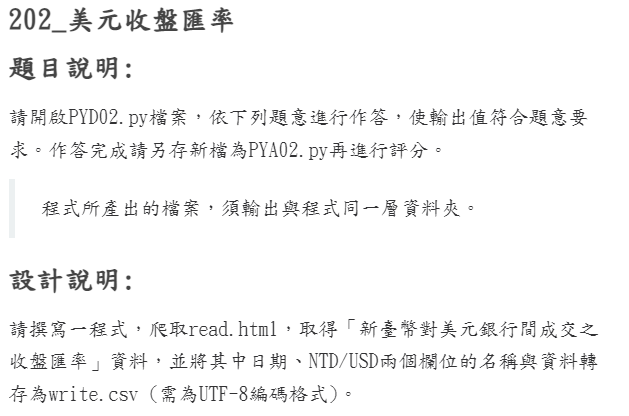 202_美元收盤匯率
題目說明:
請開啟PYD02.py檔案，依下列題意進行作答，使輸出值符合題意要
求。作答完成請另存新檔為PYA02.py再進行評分。
程式所產出的檔案，須輸出與程式同一層資料夾。
設計說明:
請撰寫一程式，爬取read.html，取得「新臺幣對美元銀行間成交之
收盤匯率」資料，並將其中日期、NTD/USD兩個欄位的名稱與資料轉
存為write.csv (需為UTF-8編碼格式)。